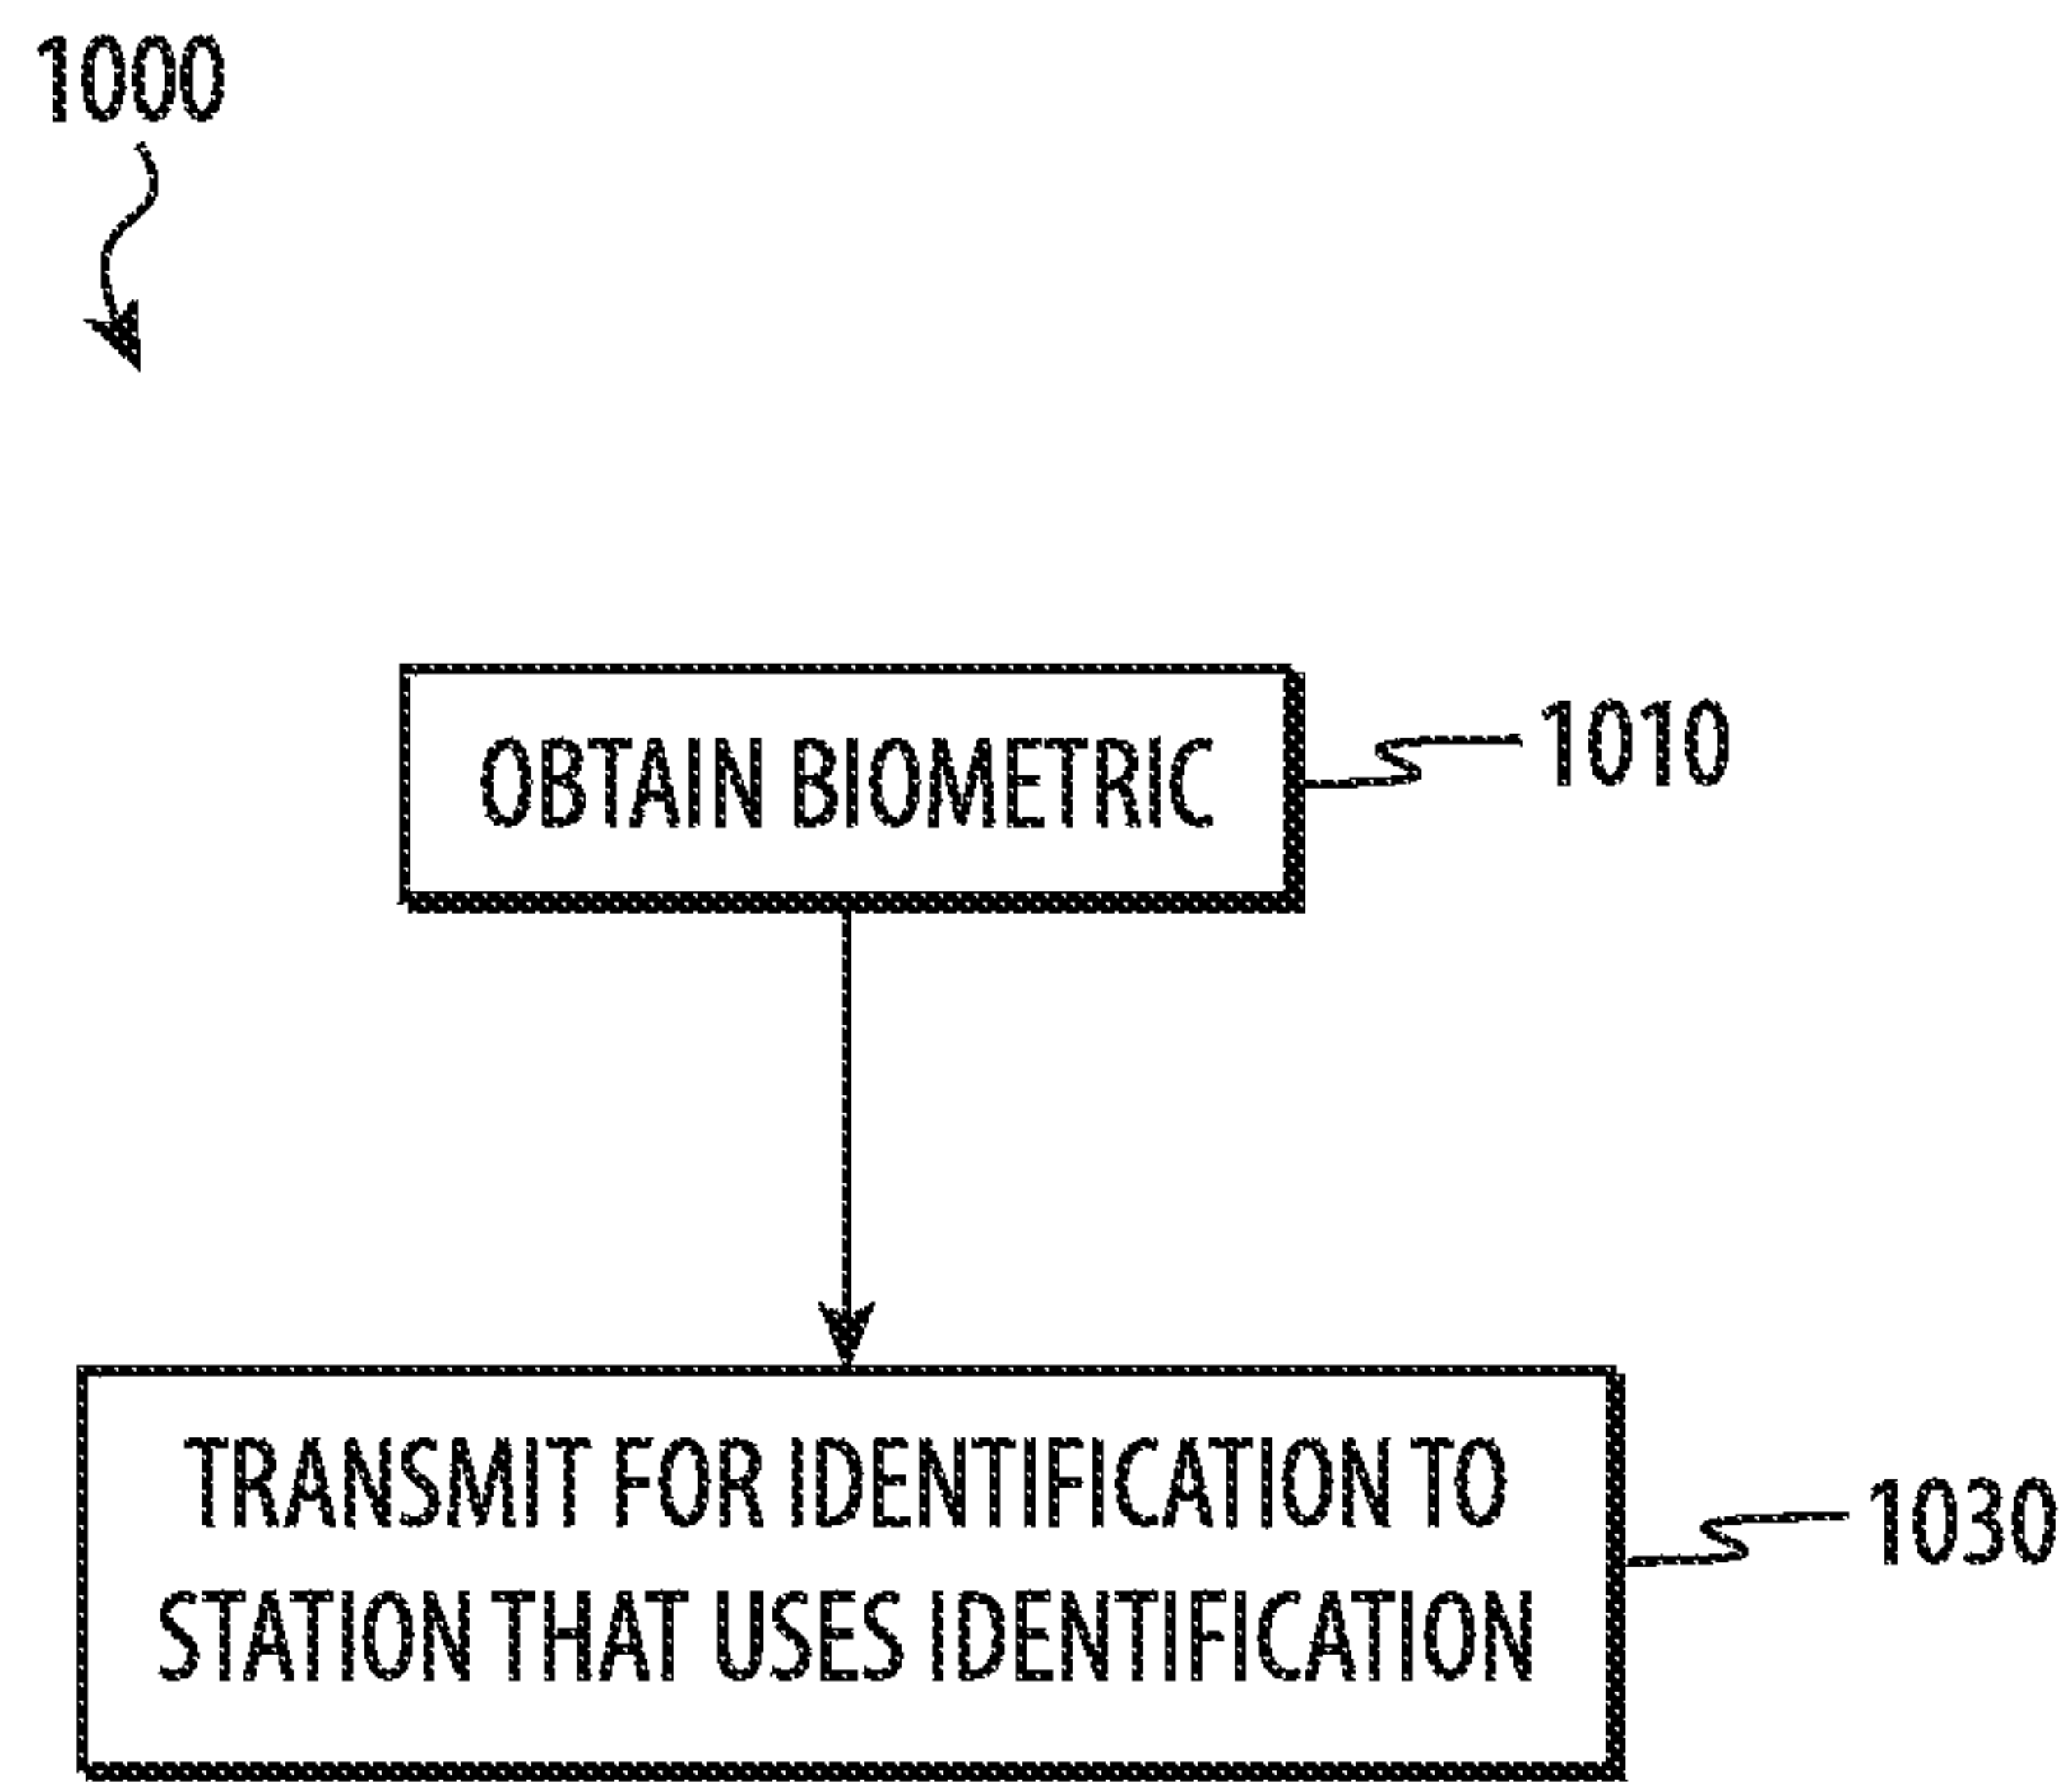 1000
OBTAIN BIOMETRIC
1010
TRANSMIT FOR IDENTIFICATION TO
STATION THAT USES IDENTIFICATION
1030